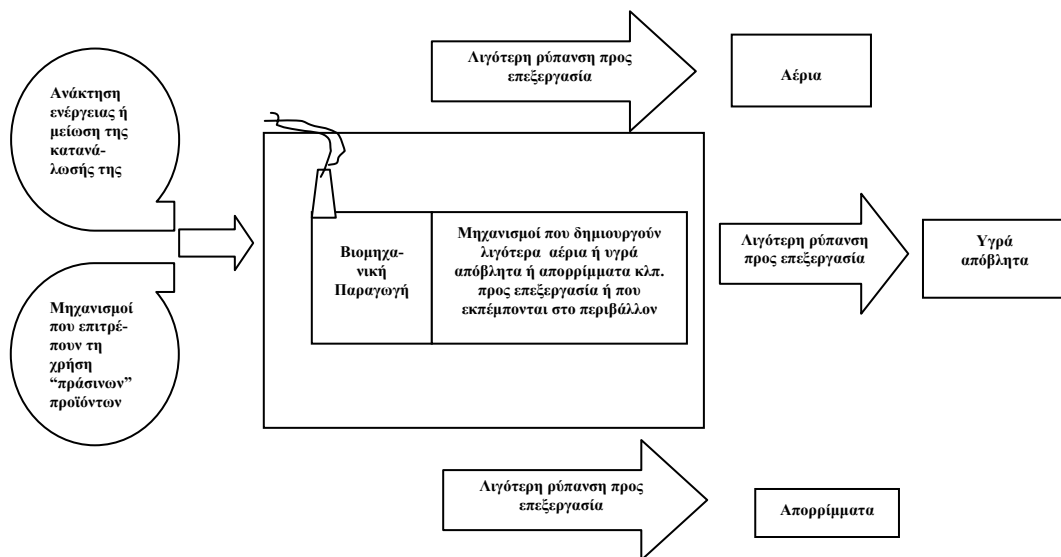 Ανάκτηση
ενέργειας ή
μείωση της
κατανά-
λωσής της
Μηχανισμοί
που επιτρέ-
πουν τη
χρήση
“πράσινων”
προϊόντων
Βιομηχα-
νική
Παραγωγή
Μηχανισμοί που δημιουργούν
λιγότερα αέρια ή υγρά
απόβλητα ή απορρίμματα κλπ.
προς επεξεργασία ή που
εκπέμπονται στο περιβάλλον
Λιγότερη ρύπανση προς
επεξεργασία
Αέρια
Λιγότερη ρύπανση
προς επεξεργασία
Υγρά
απόβλητα
Λιγότερη ρύπανση προς
επεξεργασία
Απορρίμματα